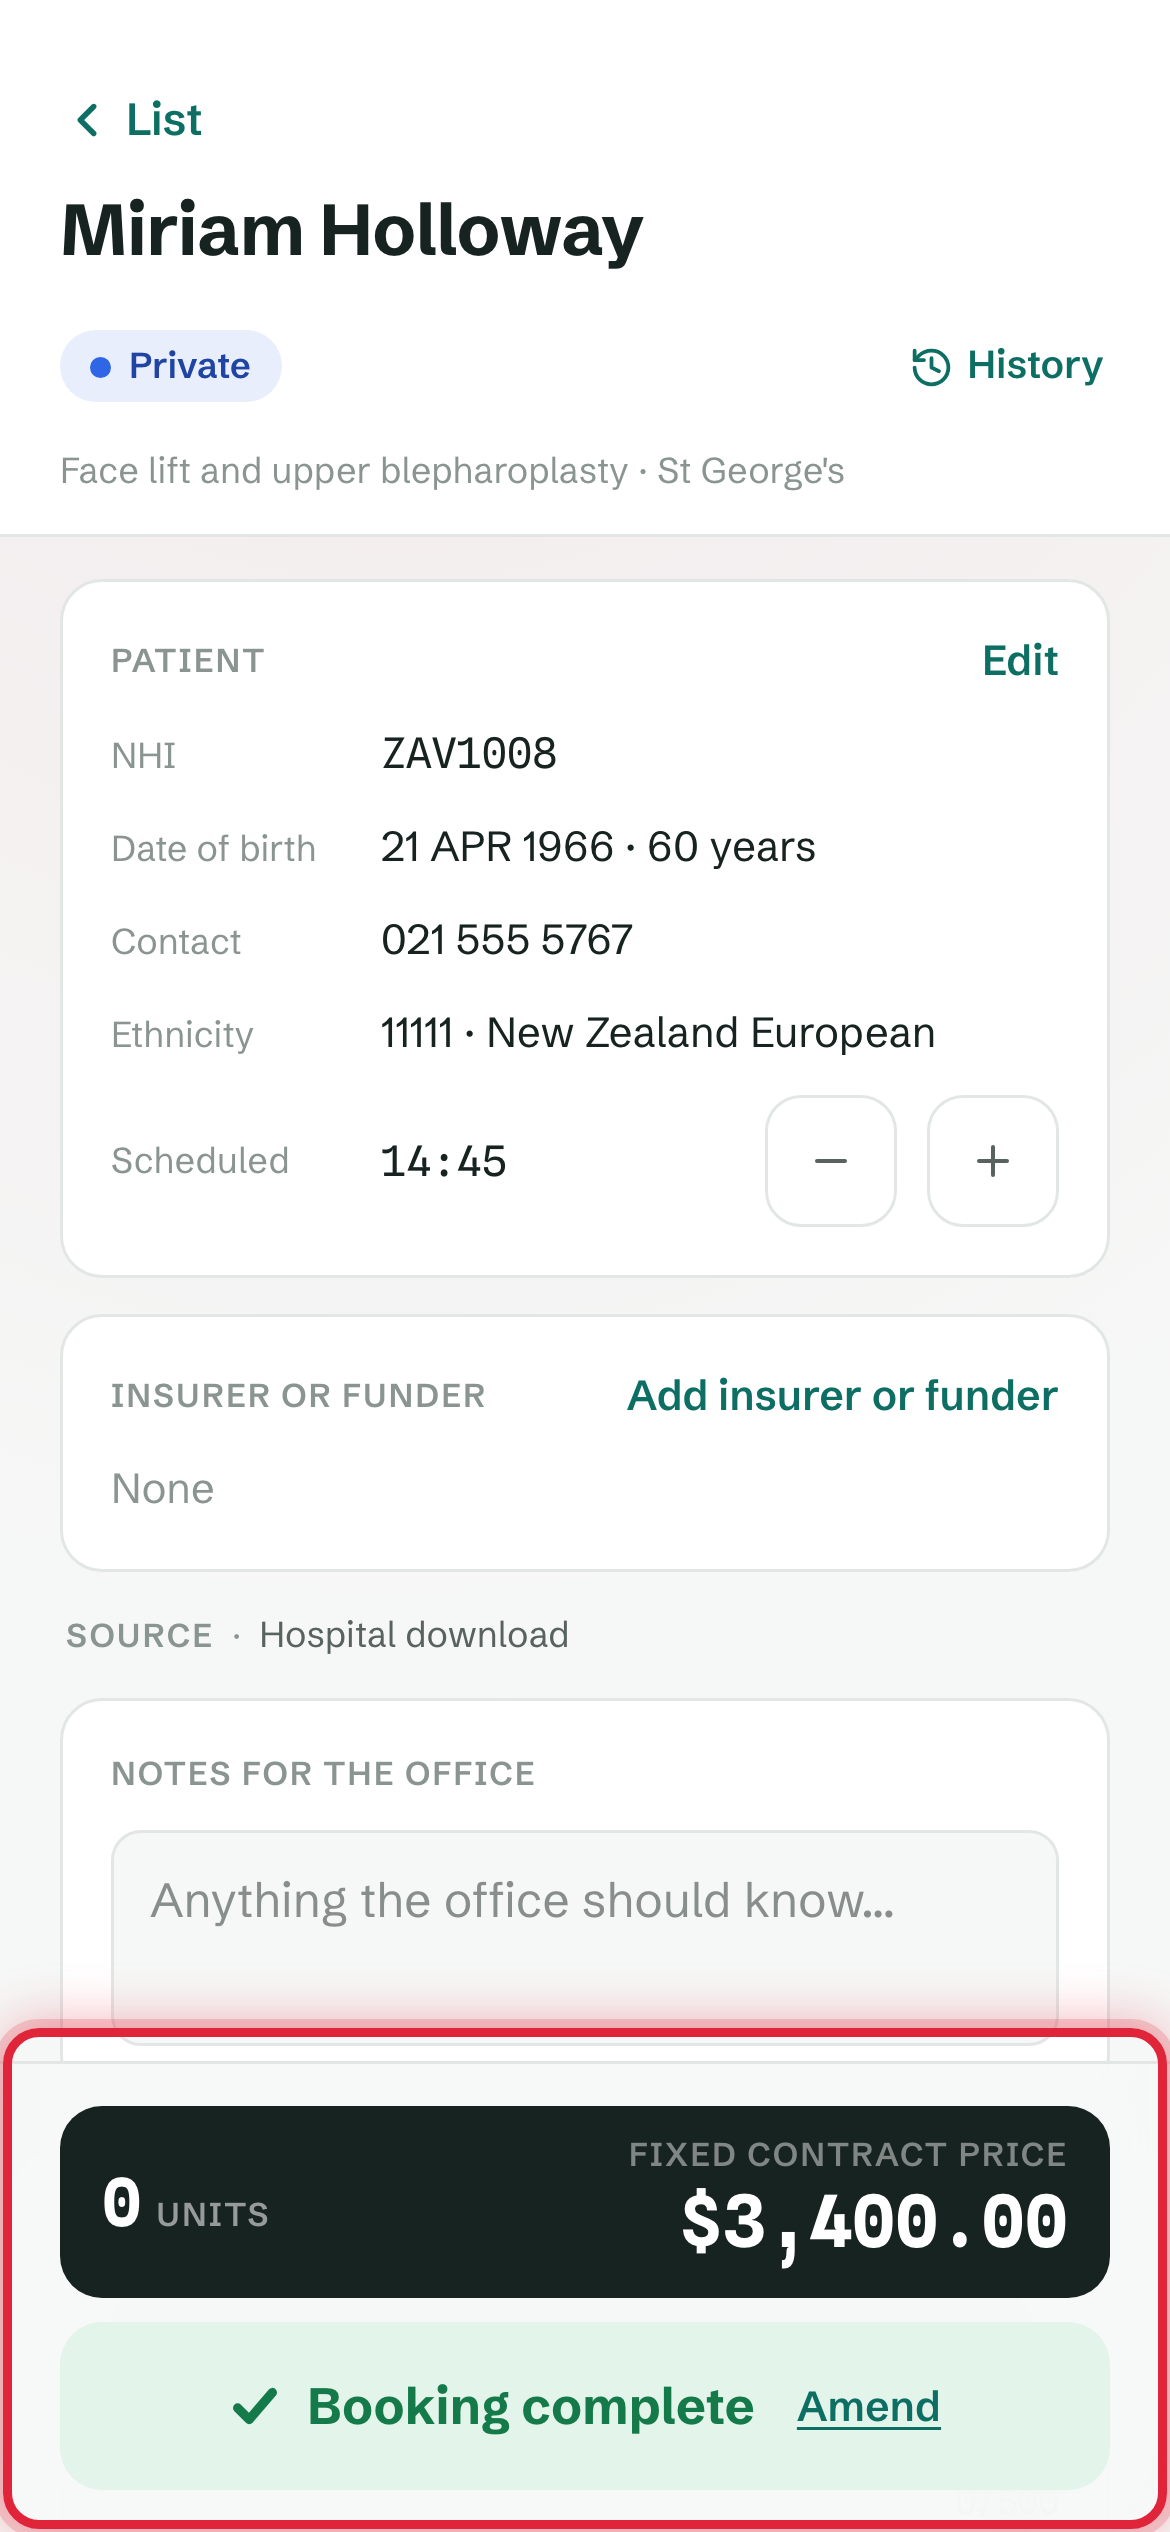 List
Miriam Holloway
Private
History
Face lift and upper blepharoplasty · St George's
PATIENT
Edit
NHI ZAV1008
Date of birth 21 APR 1966 · 60 years
Contact 021 555 5767
Ethnicity 11111 · New Zealand European
Scheduled 14:45
INSURER OR FUNDER
Add insurer or funder
None
SOURCE · Hospital download
NOTES FOR THE OFFICE
Anything the office should know...
FIXED CONTRACT PRICE
0 UNITS
$3,400.00
Booking complete Amend